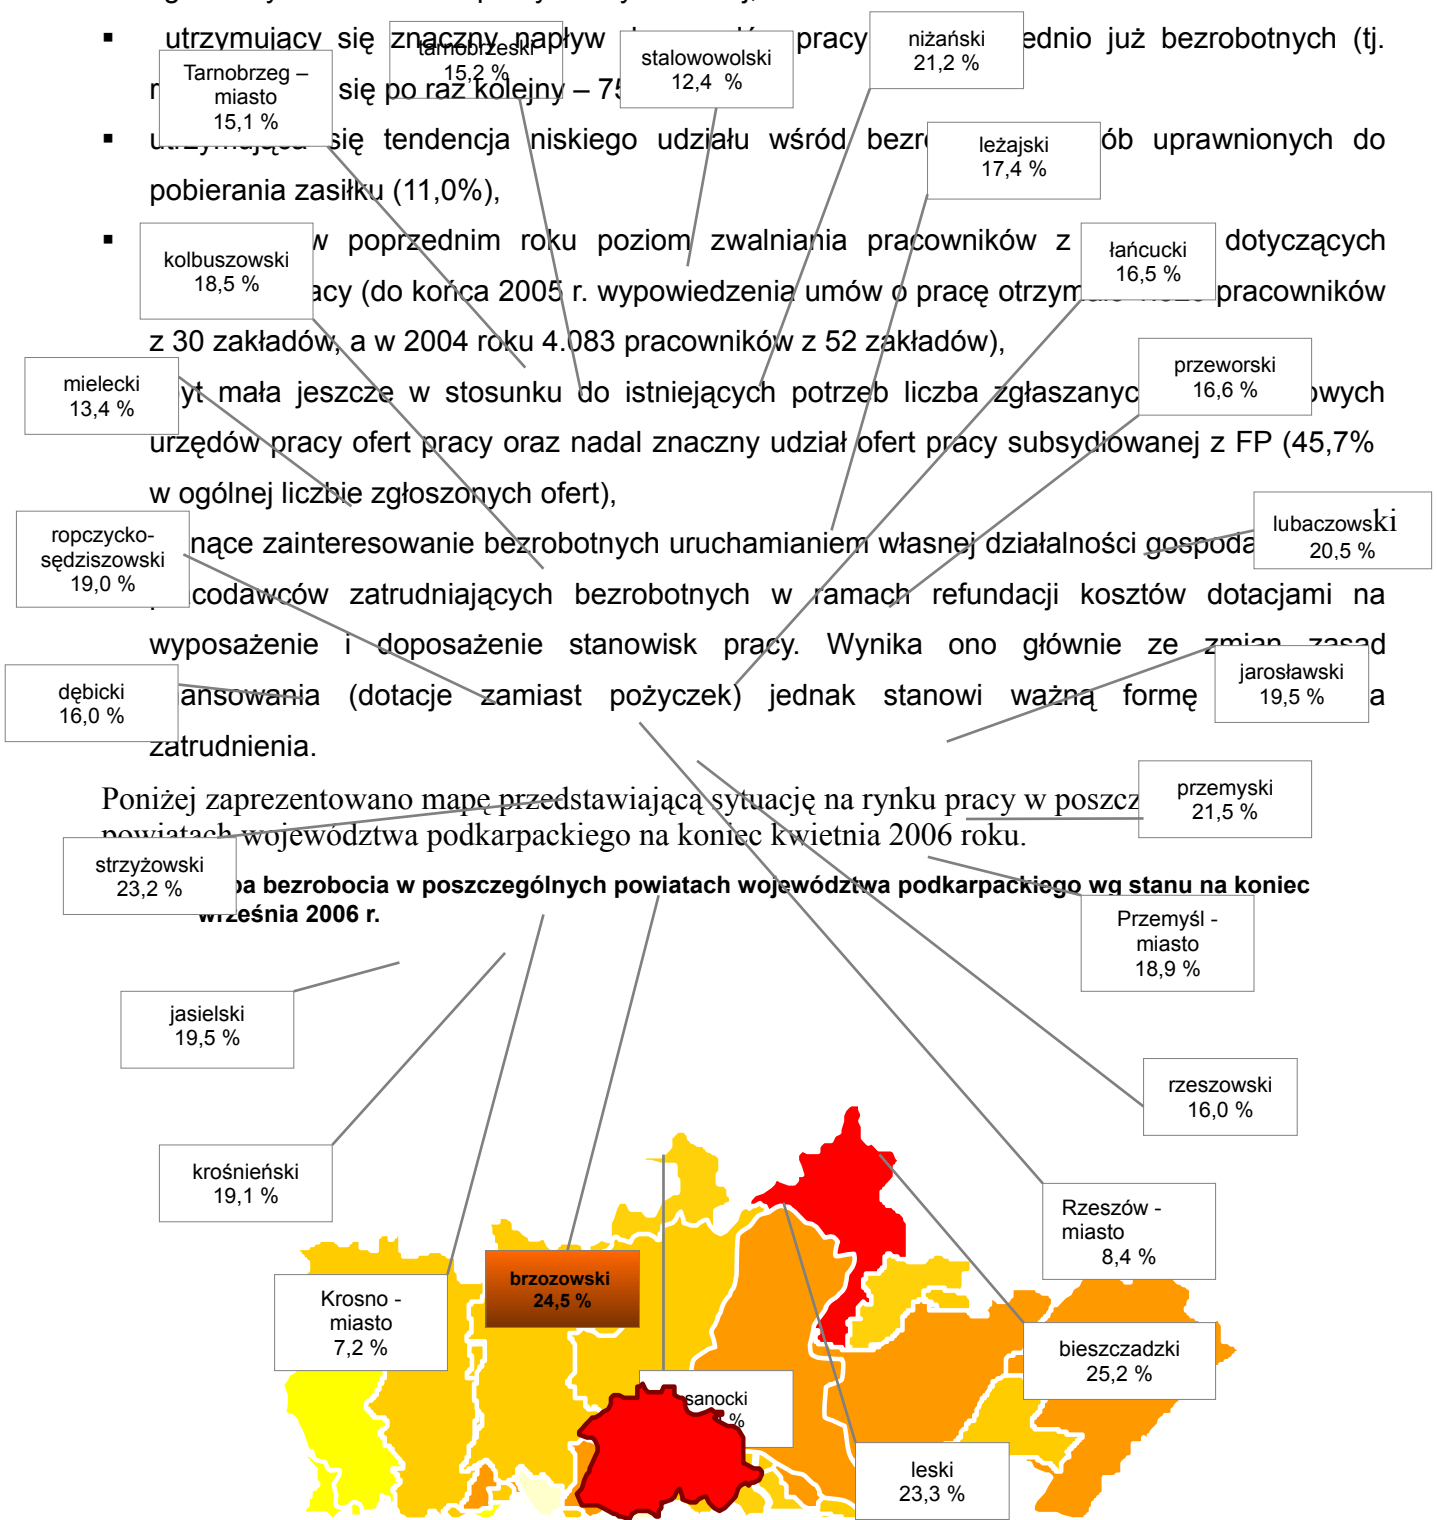 ▪ utrzymujący się znaczny napływ pracy ednio już bezrobotnych (tj.
się po raz kolejny – 75
▪ utrzymująca się tendencja niskiego udziału wśród bezro ób uprawnionych do
pobierania zasiłku (11,0%),
▪ w poprzednim roku poziom zwalniania pracowników z dotyczących
acy (do końca 2005 r. wypowiedzenia umów o pracę otrzymało pracowników
z 30 zakładów, a w 2004 roku 4.083 pracowników z 52 zakładów),
yt mała jeszcze w stosunku do istniejących potrzeb liczba zgłaszanyc owych
urzędów pracy ofert pracy oraz nadal znaczny udział ofert pracy subsydiowanej z FP (45,7%
w ogólnej liczbie zgłoszonych ofert),
nące zainteresowanie bezrobotnych uruchamianiem własnej działalności gospoda
codawców zatrudniających bezrobotnych w ramach refundacji kosztów dotacjami na
wyposażenie i doposażenie stanowisk pracy. Wynika ono głównie ze zmian zasad
ansowania (dotacje zamiast pożyczek) jednak stanowi ważną formę a
zatrudnienia.
Poniżej zaprezentowano mapę przedstawiającą sytuację na rynku pracy w poszcz
powiatach województwa podkarpackiego na koniec kwietnia 2006 roku.
pa bezrobocia w poszczególnych powiatach województwa podkarpackiego wg stanu na koniec
września 2006 r.
tarnobrzeski
15,2 %
Tarnobrzeg –
miasto
15,1 %
stalowowolski
12,4 %
niżański
21,2 %
leżajski
17,4 %
kolbuszowski
18,5 %
łańcucki
16,5 %
mielecki
13,4 %
przeworski
16,6 %
ropczycko-
sędziszowski
19,0 %
lubaczowski
20,5 %
dębicki
16,0 %
jarosławski
19,5 %
przemyski
21,5 %
strzyżowski
23,2 %
Przemyśl -
miasto
18,9 %
jasielski
19,5 %
rzeszowski
16,0 %
krośnieński
19,1 %
Rzeszów -
miasto
8,4 %
Krosno -
miasto
7,2 %
brzozowski
24,5 %
bieszczadzki
25,2 %
sanocki
%
leski
23,3 %